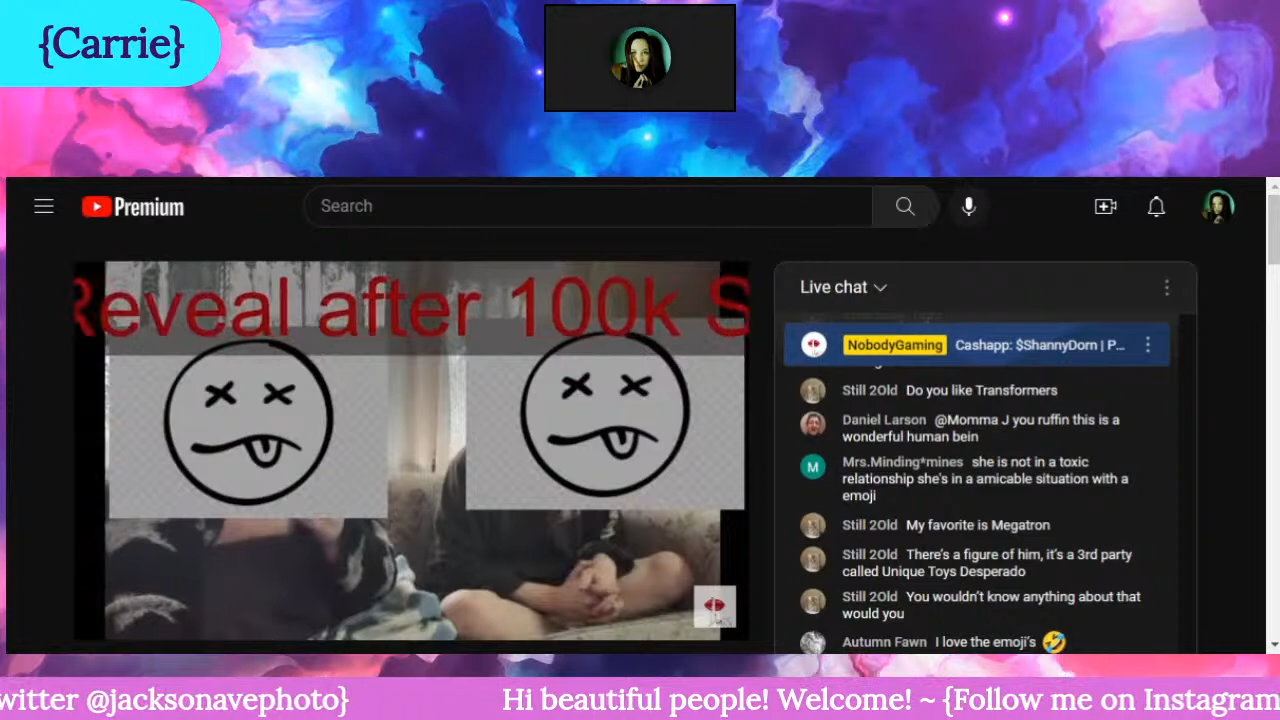 {Carrie}
Premium
Search
Reveal after 100k S
Live chat
NobodyGaming Cashapp: $ShannyDorn | P...
Still 2Old Do you like Transformers
Daniel Larson @Momma J you ruffin this is a
wonderful human bein
M
Mrs.Minding*mines she is not in a toxic
relationship she's in a amicable situation with a
emoji
Still 2Old My favorite is Megatron
Still 2Old There's a figure of him, it's a 3rd party
called Unique Toys Desperado
Still 2Old You wouldn't know anything about that
would you
Autumn Fawn I love the emoji's 🤣
witter @jacksonavephoto} Hi beautiful people! Welcome! ~ {Follow me on Instagram